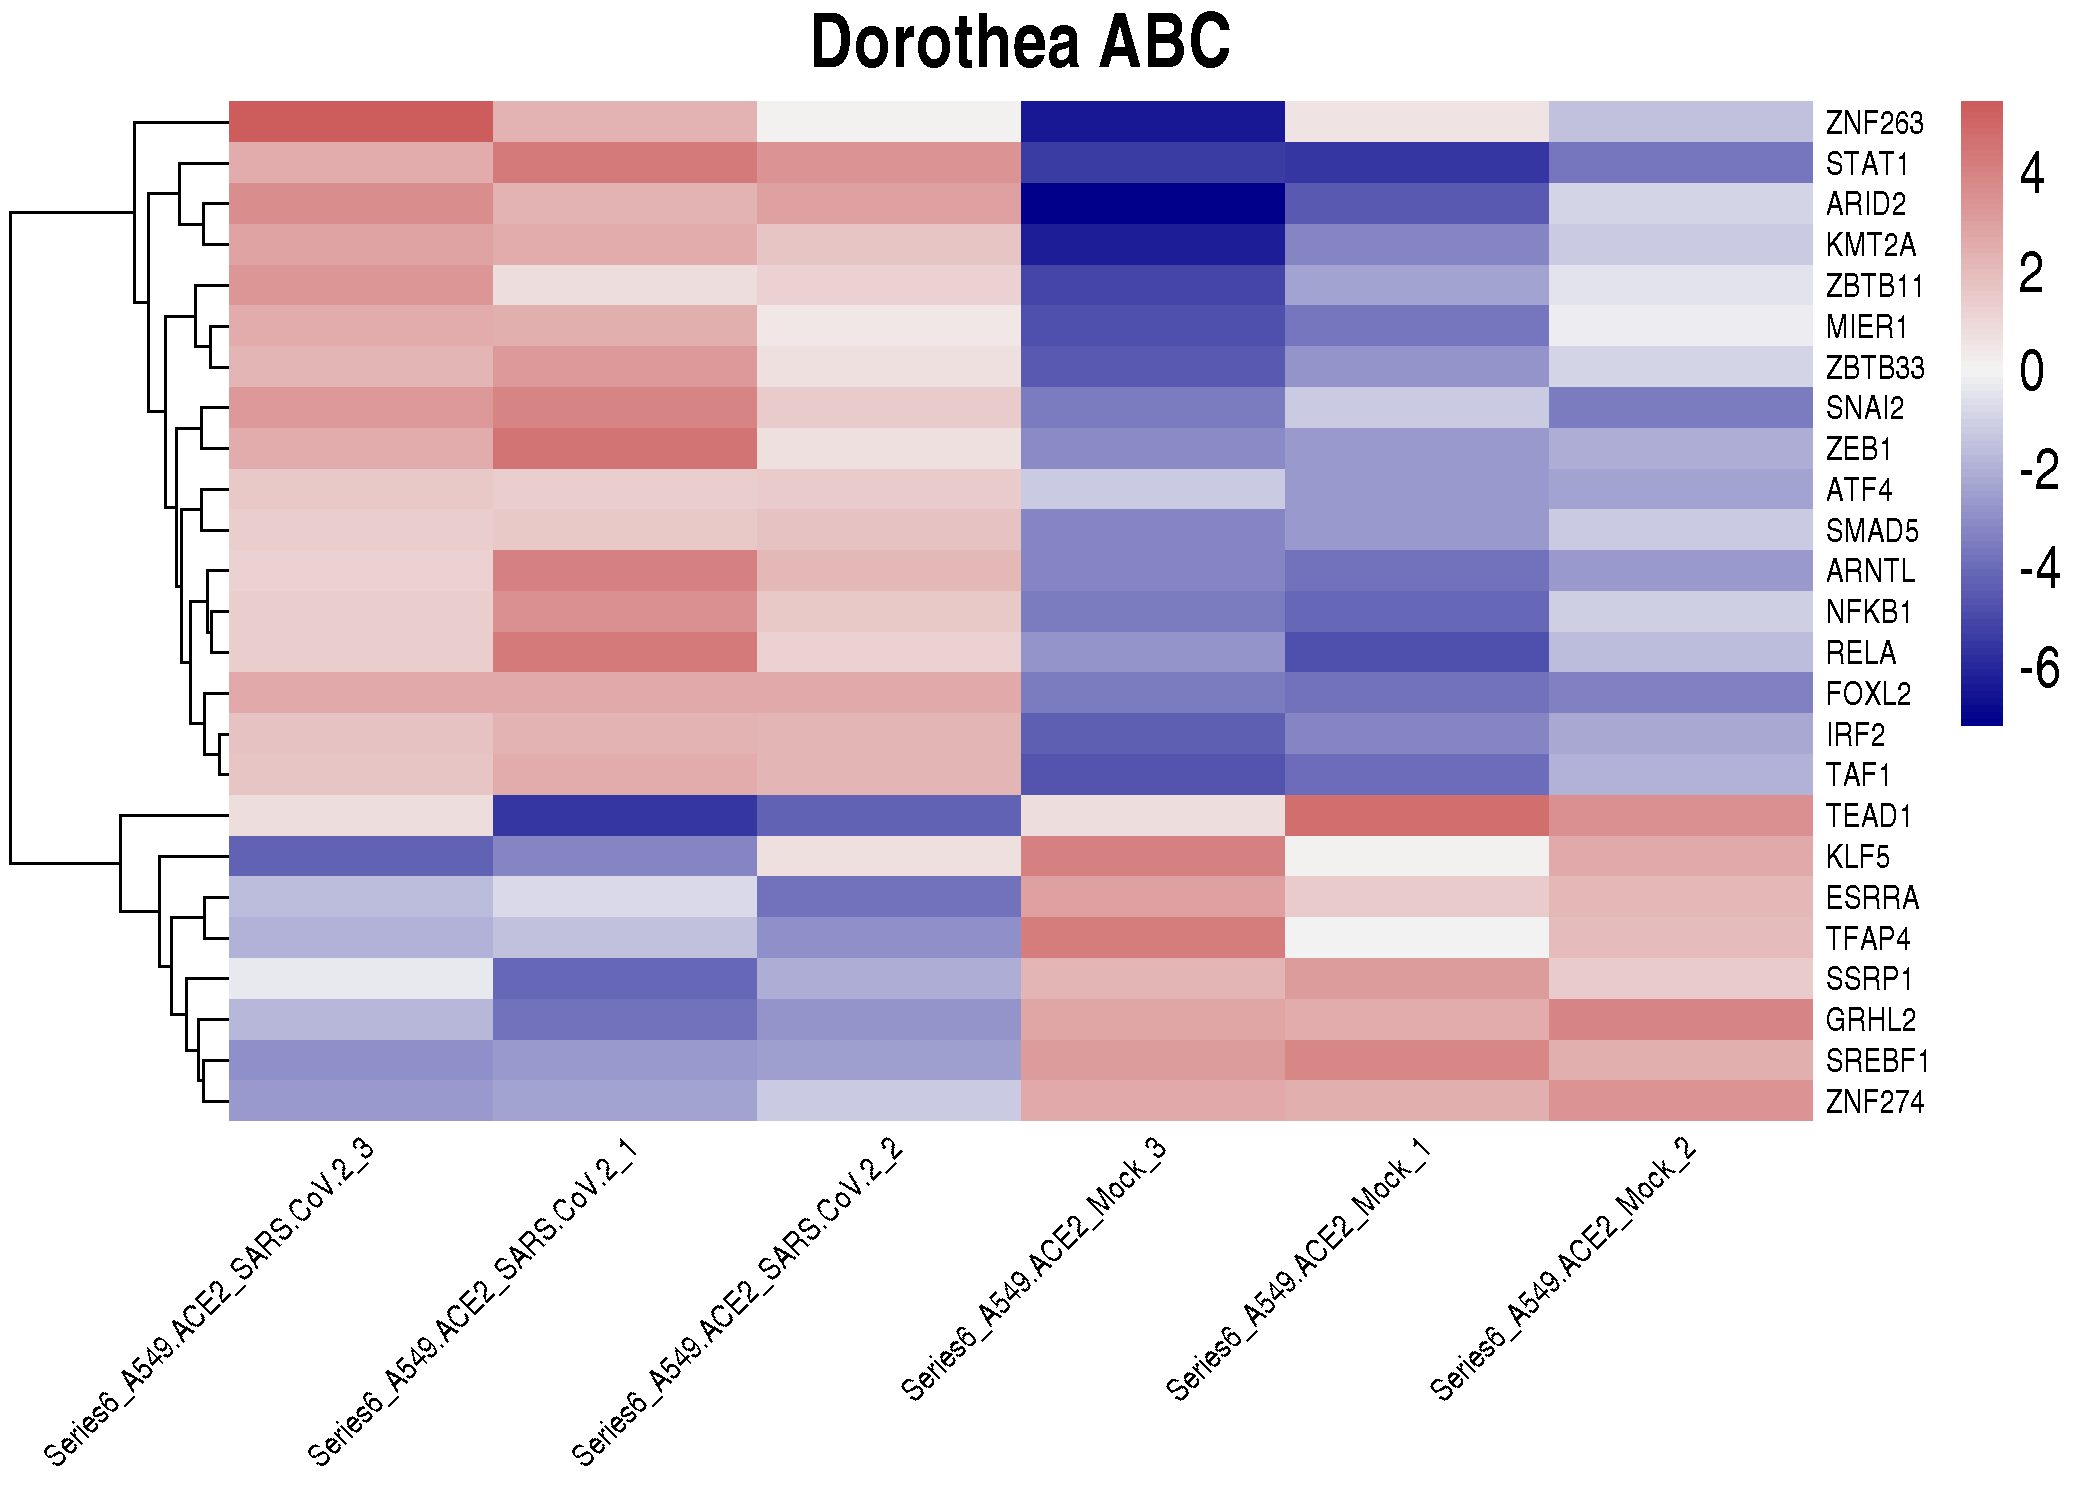 Dorothea ABC
ZNF263
STAT1
ARID2
KMT2A
ZBTB11
MIER1
ZBTB33
SNAI2
ZEB1
ATF4
SMAD5
ARNTL
NFKB1
RELA
FOXL2
IRF2
TAF1
TEAD1
KLF5
ESRRA
TFAP4
SSRP1
GRHL2
SREBF1
ZNF274
4
2
0
-2
-4
-6
Series6_A549.ACE2_SARS.CoV.2_3
Series6_A549.ACE2_SARS.CoV.2_1
Series6_A549.ACE2_SARS.CoV.2_2
Series6_A549.ACE2_Mock_3
Series6_A549.ACE2_Mock_1
Series6_A549.ACE2_Mock_2